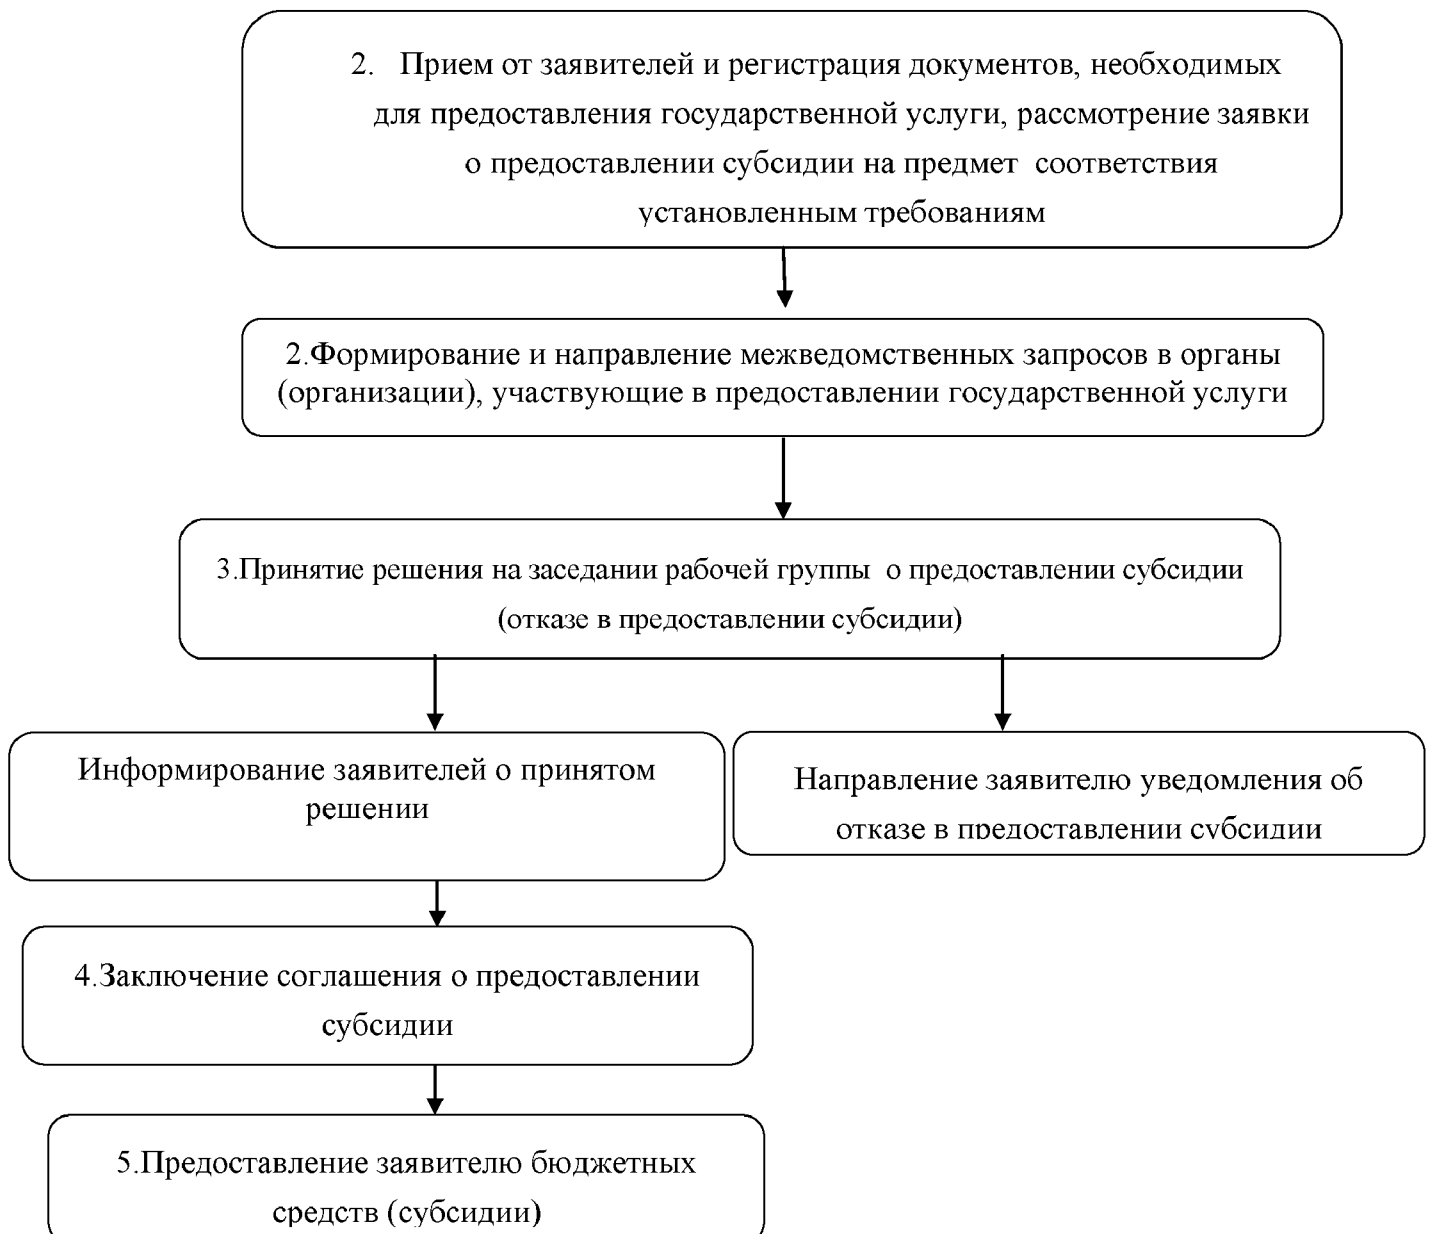 2. Прием от заявителей и регистрация документов, необходимых
для предоставления государственной услуги, рассмотрение заявки
о предоставлении субсидии на предмет соответствия
установленным требованиям
2.Формирование и направление межведомственных запросов в органы
(организации), участвующие в предоставлении государственной услуги
3.Принятие решения на заседании рабочей группы о предоставлении субсидии
(отказе в предоставлении субсидии)
Информирование заявителей о принятом
решении
Направление заявителю уведомления об
отказе в предоставлении субсидии
4.Заключение соглашения о предоставлении
субсидии
5.Предоставление заявителю бюджетных
средств (субсидии)